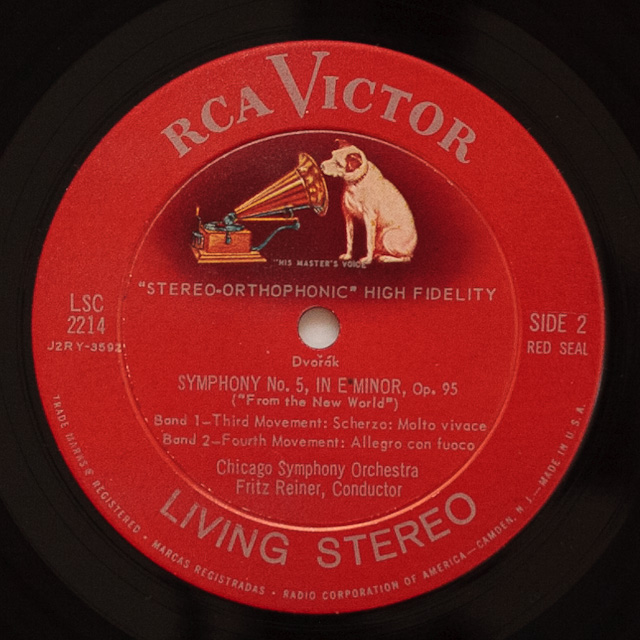 RCA VICTOR
"HIS MASTER'S VOICE"
"STEREO-ORTHOPHONIC" HIGH FIDELITY
LSC
2214
J2RY-3592
SIDE 2
RED SEAL
Dvořák
SYMPHONY No. 5, IN E MINOR, Op. 95
("From the New World")
Band 1—Third Movement: Scherzo: Molto vivace
Band 2—Fourth Movement: Allegro con fuoco
Chicago Symphony Orchestra
Fritz Reiner, Conductor
LIVING STEREO
TRADE MARKS ® REGISTERED • MARCAS REGISTRADAS • RADIO CORPORATION OF AMERICA—CAMDEN, N. J.—MADE IN U.S.A.